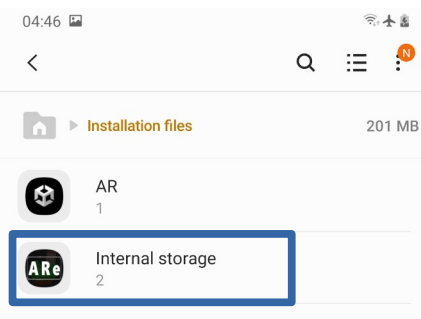 04:46
N
Installation files 201 MB
AR
1
ARe
Internal storage
2